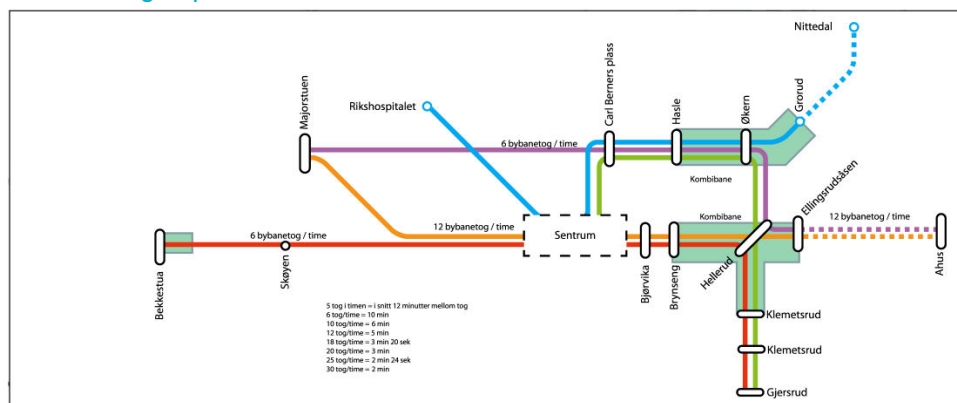 Nittedal
Majorstuen
Rikshospitalet
Carl Berners plass
Hasle
Økern
Grorud
6 bybanetog / time
Kombibane
Ellingsrudsåsen
Kombibane
12 bybanetog / time
6 bybanetog / time
12 bybanetog / time
Sentrum
Bekkestua
Skøyen
Bjørvika
Brynseng
Hellerud
Ahus
5 tog i timen = i snitt 12 minutter mellom tog
6 tog/time = 10 min
10 tog/time = 6 min
12 tog/time = 5 min
18 tog/time = 3 min 20 sek
20 tog/time = 3 min
25 tog/time = 2 min 24 sek
30 tog/time = 2 min
Klemetsrud
Klemetsrud
Gjersrud